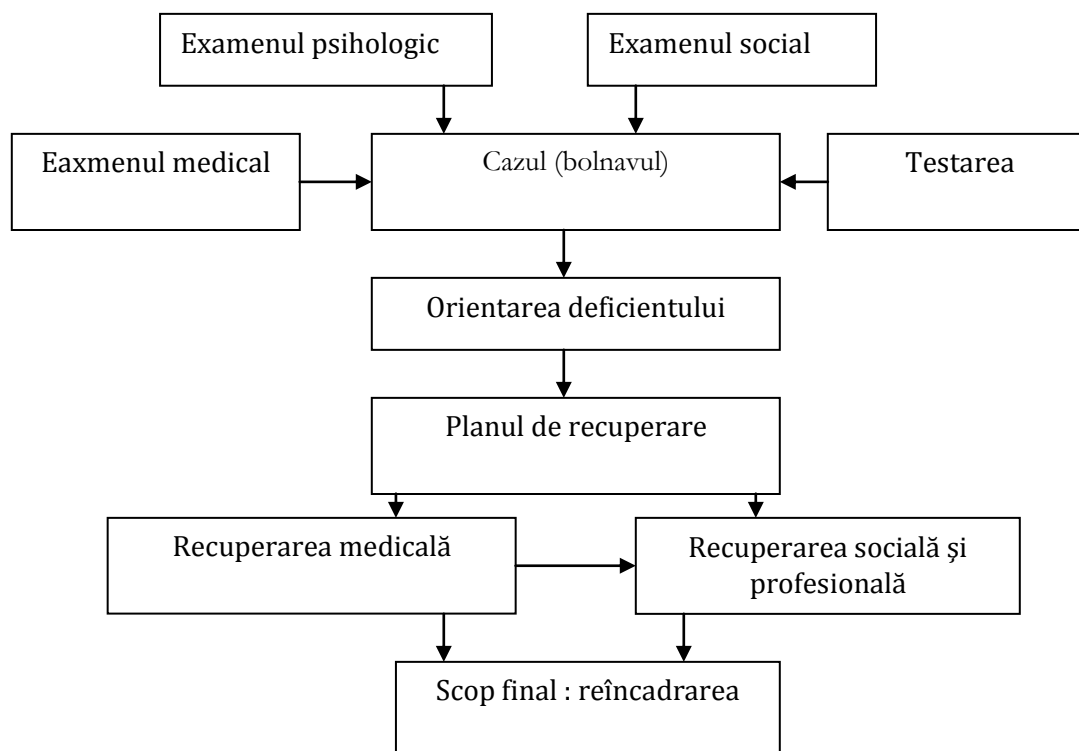 Examenul psihologic
Examenul social
Eaxmenul medical
Cazul (bolnavul)
Testarea
Orientarea deficientului
Planul de recuperare
Recuperarea medicală
Recuperarea socială şi
profesională
Scop final : reîncadrarea